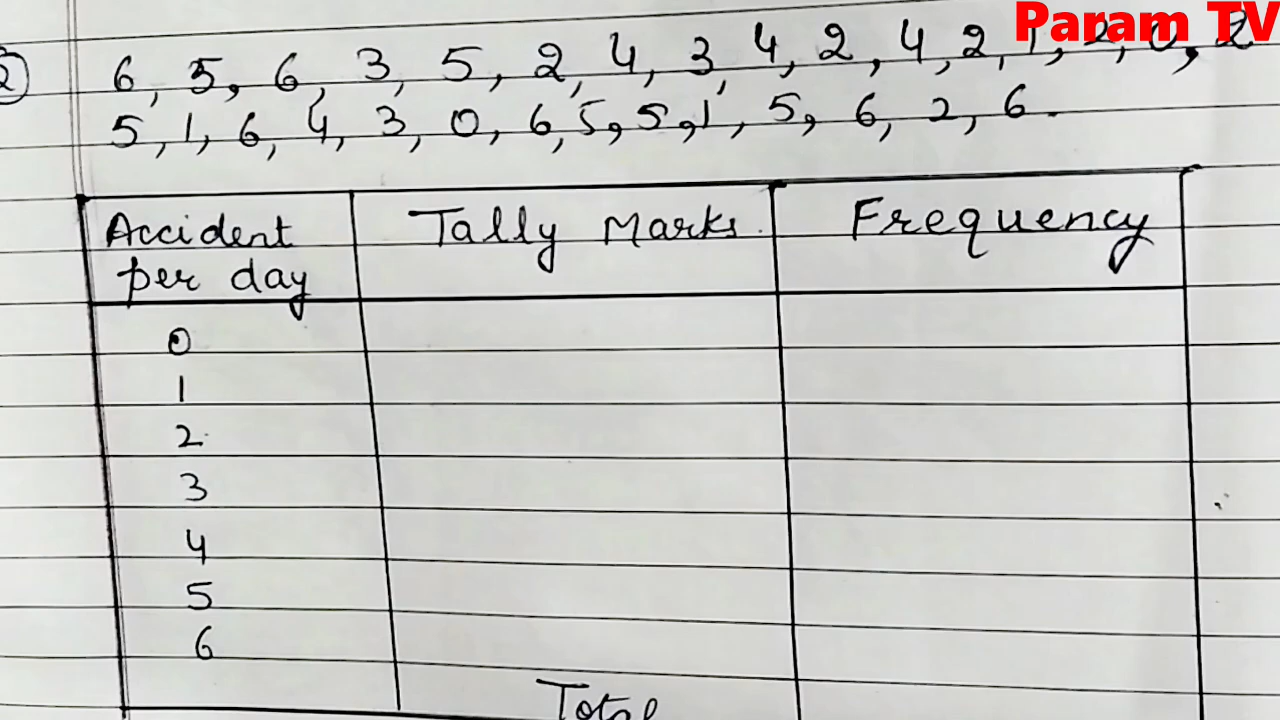 Param TV
② 6, 5, 6, 3, 5, 2, 4, 3, 4, 2, 4, 2, 1, 2, 0, 2
5, 1, 6, 4, 3, 0, 6, 5, 5, 1, 5, 6, 2, 6.
Accident per day Tally Marks. Frequency
0
1
2
3
4
5
6
Total